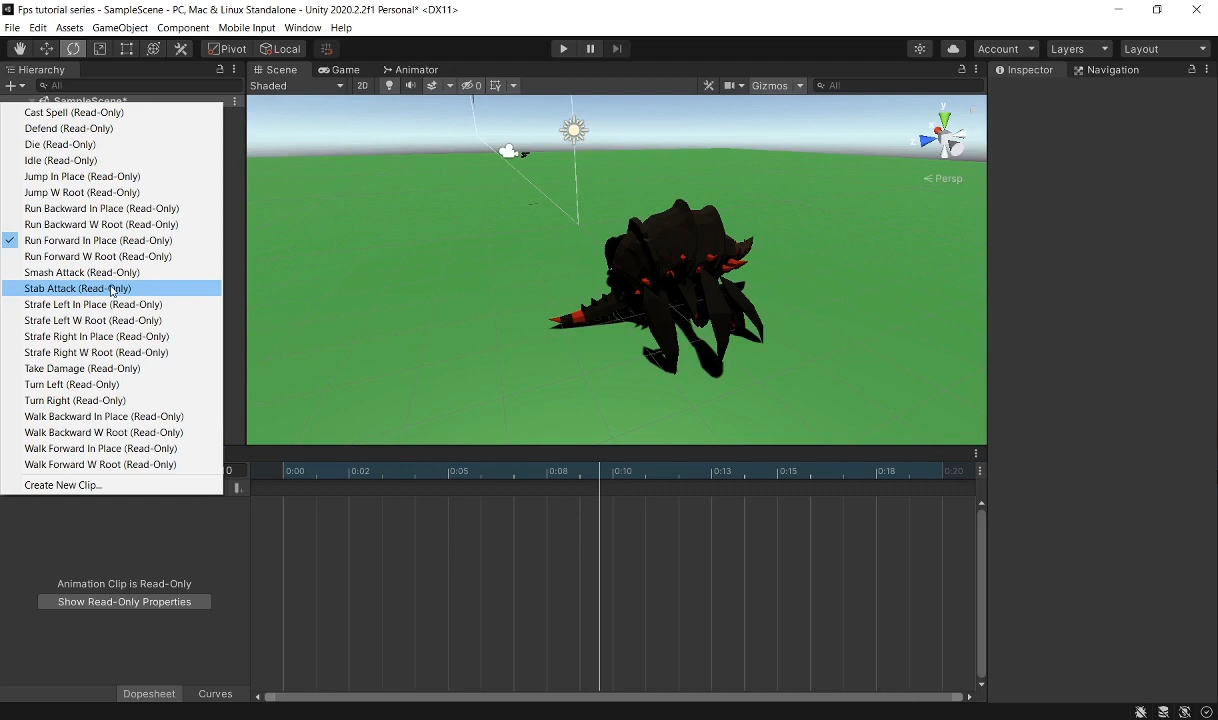 Fps tutorial series - SampleScene - PC, Mac & Linux Standalone - Unity 2020.2.2f1 Personal* <DX11>
File Edit Assets GameObject Component Mobile Input Window Help
Pivot Local Account Layers Layout
Hierarchy Scene Game Animator Inspector Navigation
All Shaded 2D 0 Gizmos All
SampleScene*
Cast Spell (Read-Only)
Defend (Read-Only)
Die (Read-Only)
Idle (Read-Only)
Jump In Place (Read-Only)
Jump W Root (Read-Only)
Run Backward In Place (Read-Only)
Run Backward W Root (Read-Only)
Run Forward In Place (Read-Only)
Run Forward W Root (Read-Only)
Smash Attack (Read-Only)
Stab Attack (Read-Only)
Strafe Left In Place (Read-Only)
Strafe Left W Root (Read-Only)
Strafe Right In Place (Read-Only)
Strafe Right W Root (Read-Only)
Take Damage (Read-Only)
Turn Left (Read-Only)
Turn Right (Read-Only)
Walk Backward In Place (Read-Only)
Walk Backward W Root (Read-Only)
Walk Forward In Place (Read-Only)
Walk Forward W Root (Read-Only)
Create New Clip...
y
x
z
Persp
0 0:00 0:02 0:05 0:08 0:10 0:13 0:15 0:18 0:20
Animation Clip is Read-Only
Show Read-Only Properties
Dopesheet Curves